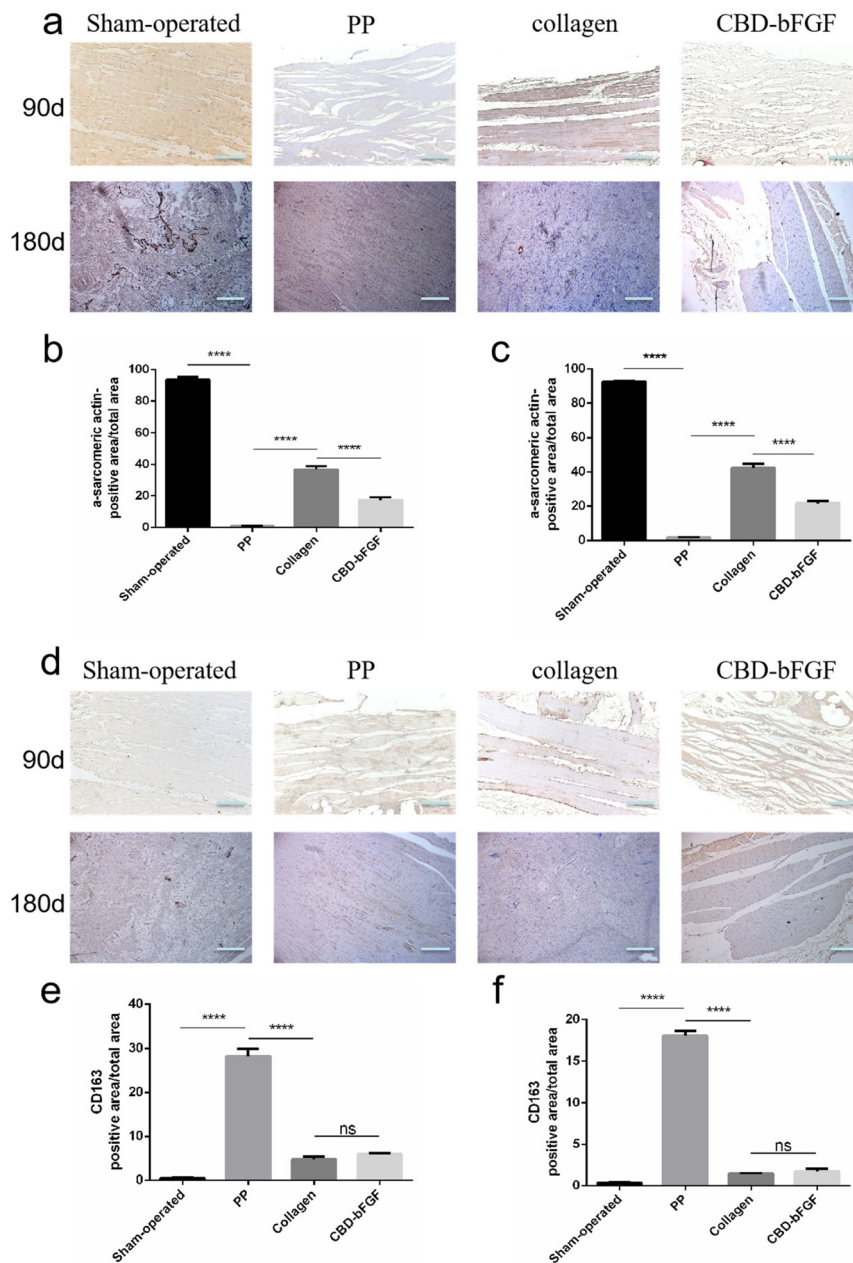 a
Sham-operated PP collagen CBD-bFGF
90d
180d
b
a-sarcomeric actin-
positive area/total area
100
80
60
40
20
0
****
****
****
Sham-operated
PP
Collagen
CBD-bFGF
c
a-sarcomeric actin-
positive area/total area
100
80
60
40
20
0
****
****
****
Sham-operated
PP
Collagen
CBD-bFGF
d
Sham-operated PP collagen CBD-bFGF
90d
180d
e
CD163
positive area/total area
40
30
20
10
5
0
****
****
ns
Sham-operated
PP
Collagen
CBD-bFGF
f
CD163
positive area/total area
20
15
10
5
0
****
****
ns
Sham-operated
PP
Collagen
CBD-bFGF